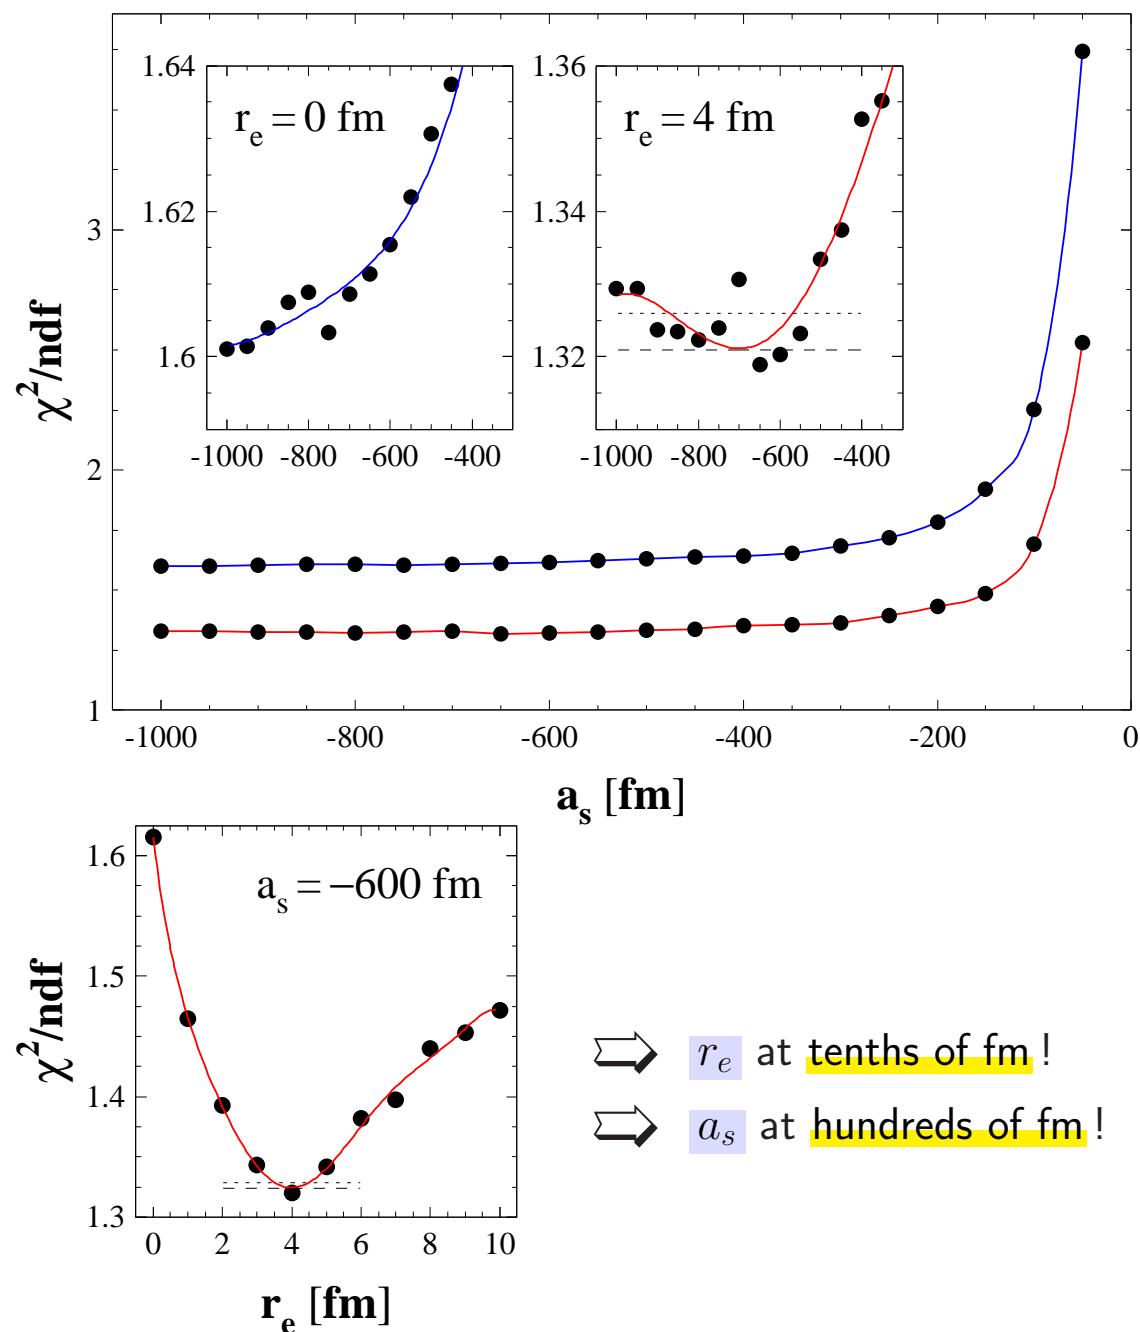 χ²/ndf
3
2
1
-1000 -800 -600 -400 -200 0
a_s [fm]
r_e = 0 fm
1.64
1.62
1.6
-1000 -800 -600 -400
r_e = 4 fm
1.36
1.34
1.32
-1000 -800 -600 -400
χ²/ndf
a_s = −600 fm
1.6
1.5
1.4
1.3
0 2 4 6 8 10
r_e [fm]
r_e at tenths of fm !
a_s at hundreds of fm !